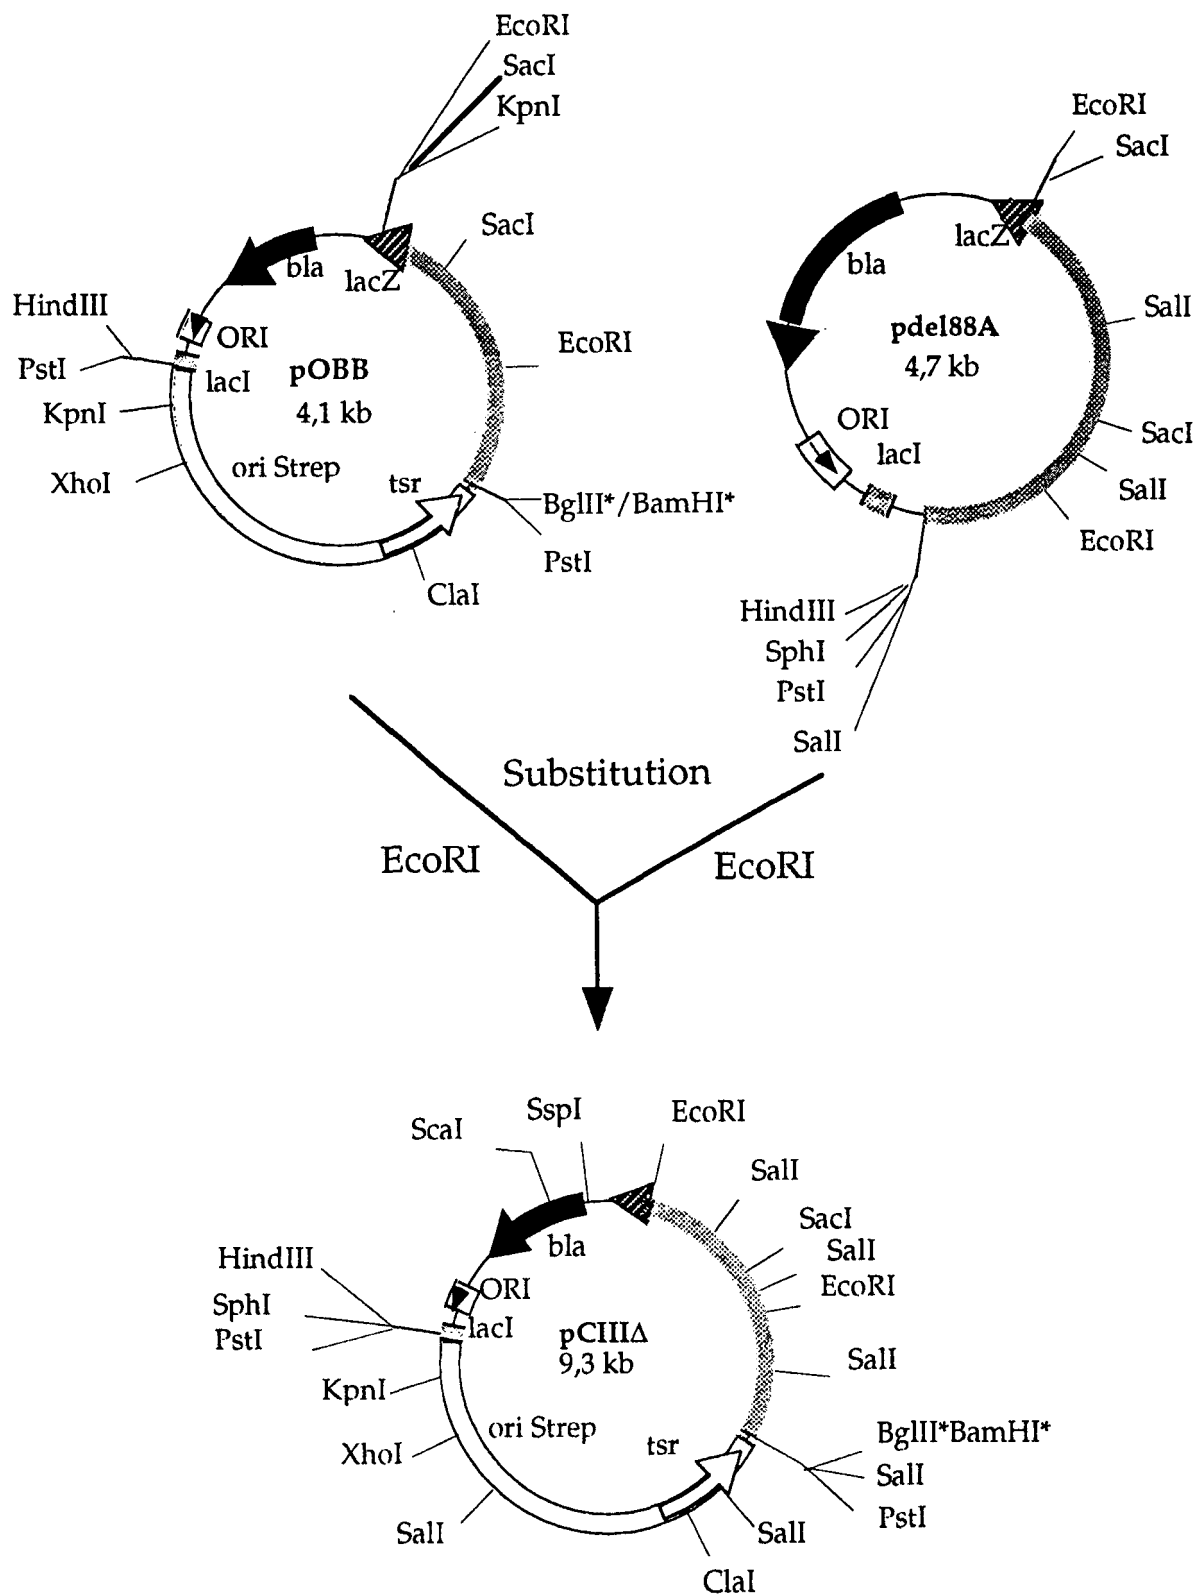 EcoRI
SacI
KpnI
SacI
EcoRI
bla
lacZ
HindIII
PstI
KpnI
XhoI
ORI
lacI
pOBB
4,1 kb
ori Strep
tsr
BglII*/BamHI*
PstI
ClaI
EcoRI
SacI
lacZ
bla
pdel88A
4,7 kb
SalI
SacI
SalI
EcoRI
ORI
lacI
HindIII
SphI
PstI
SalI
Substitution
EcoRI
EcoRI
ScaI
SspI
EcoRI
SalI
SacI
SalI
EcoRI
SalI
bla
HindIII
SphI
PstI
ORI
lacI
pCIIIΔ
9,3 kb
KpnI
XhoI
ori Strep
tsr
BglII*BamHI*
SalI
PstI
SalI
SalI
ClaI